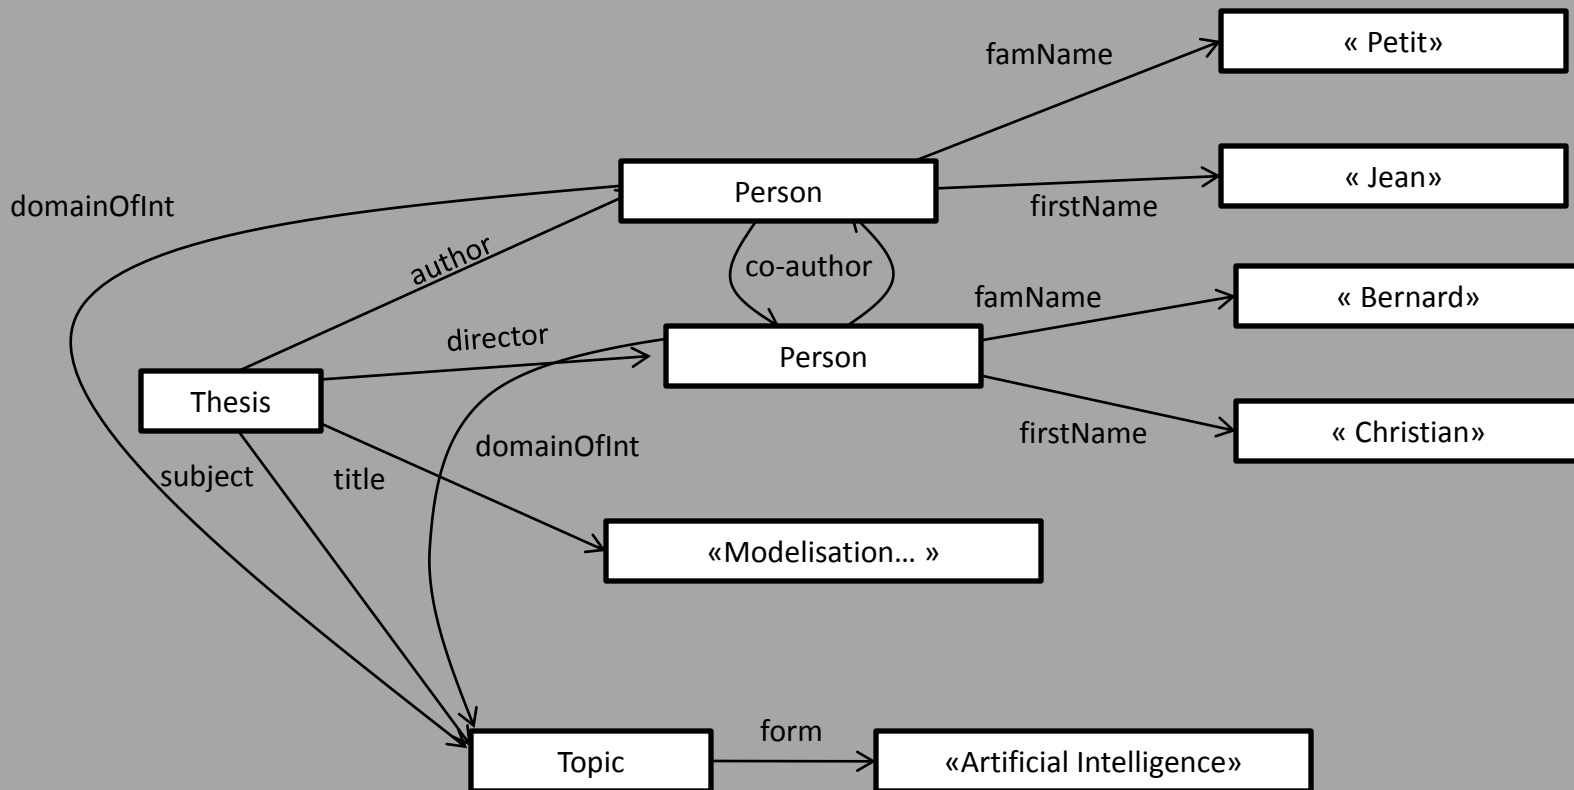 famName
« Petit»
domainOfInt
Person
« Jean»
firstName
author
co-author
famName
« Bernard»
director
Person
Thesis
firstName
« Christian»
domainOfInt
subject
title
«Modelisation... »
form
Topic
«Artificial Intelligence»